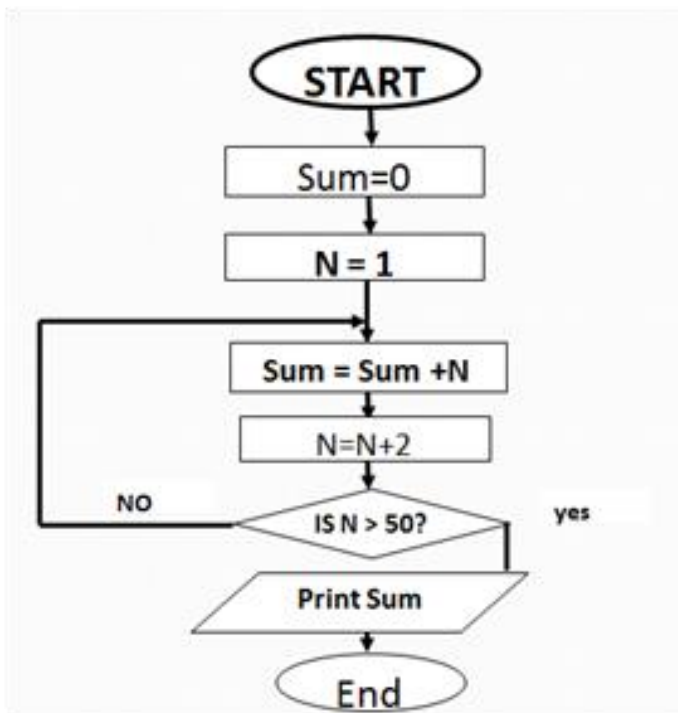 START
Sum=0
N = 1
Sum = Sum +N
N=N+2
NO
IS N > 50?
yes
Print Sum
End